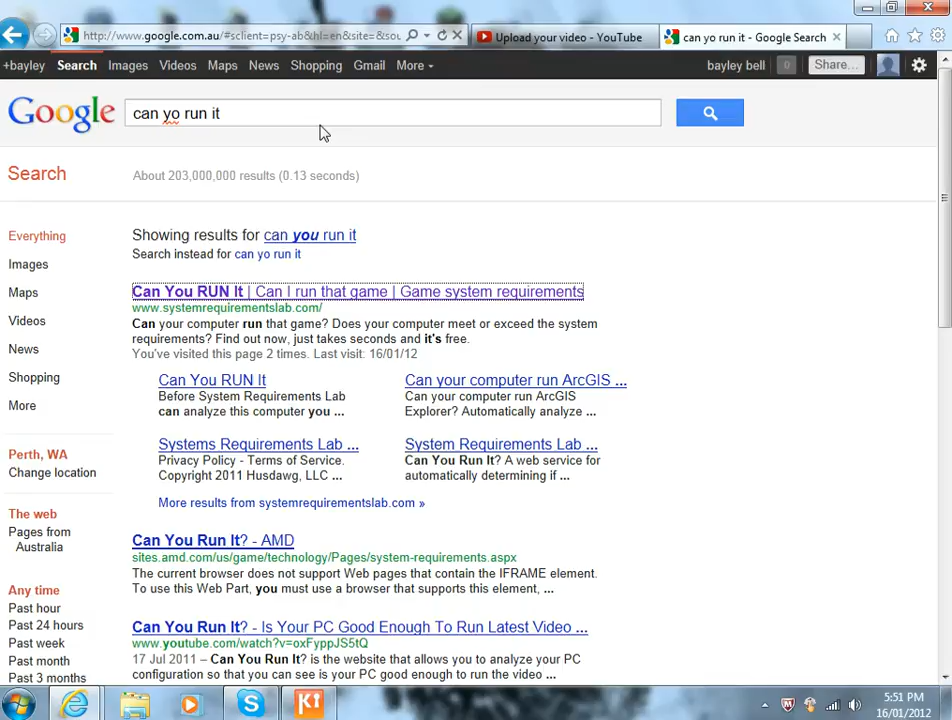 http://www.google.com.au/#sclient=psy-ab&hl=en&site=&sou
Upload your video - YouTube
can yo run it - Google Search
+bayley Search Images Videos Maps News Shopping Gmail More
bayley bell 0 Share...
Google
can yo run it
Search
About 203,000,000 results (0.13 seconds)
Everything
Images
Maps
Videos
News
Shopping
More
Perth, WA
Change location
The web
Pages from
Australia
Any time
Past hour
Past 24 hours
Past week
Past month
Past 3 months
Showing results for can you run it
Search instead for can yo run it
Can You RUN It | Can I run that game | Game system requirements
www.systemrequirementslab.com/
Can your computer run that game? Does your computer meet or exceed the system
requirements? Find out now, just takes seconds and it's free.
You've visited this page 2 times. Last visit: 16/01/12
Can You RUN It
Before System Requirements Lab
can analyze this computer you ...
Can your computer run ArcGIS ...
Can your computer run ArcGIS
Explorer? Automatically analyze ...
Systems Requirements Lab ...
Privacy Policy - Terms of Service.
Copyright 2011 Husdawg, LLC ...
System Requirements Lab ...
Can You Run It? A web service for
automatically determining if ...
More results from systemrequirementslab.com »
Can You Run It? - AMD
sites.amd.com/us/game/technology/Pages/system-requirements.aspx
The current browser does not support Web pages that contain the IFRAME element.
To use this Web Part, you must use a browser that supports this element, ...
Can You Run It? - Is Your PC Good Enough To Run Latest Video ...
www.youtube.com/watch?v=oxFyppJS5tQ
17 Jul 2011 – Can You Run It? is the website that allows you to analyze your PC
configuration so that you can see is your PC good enough to run the video ...
5:51 PM
16/01/2012